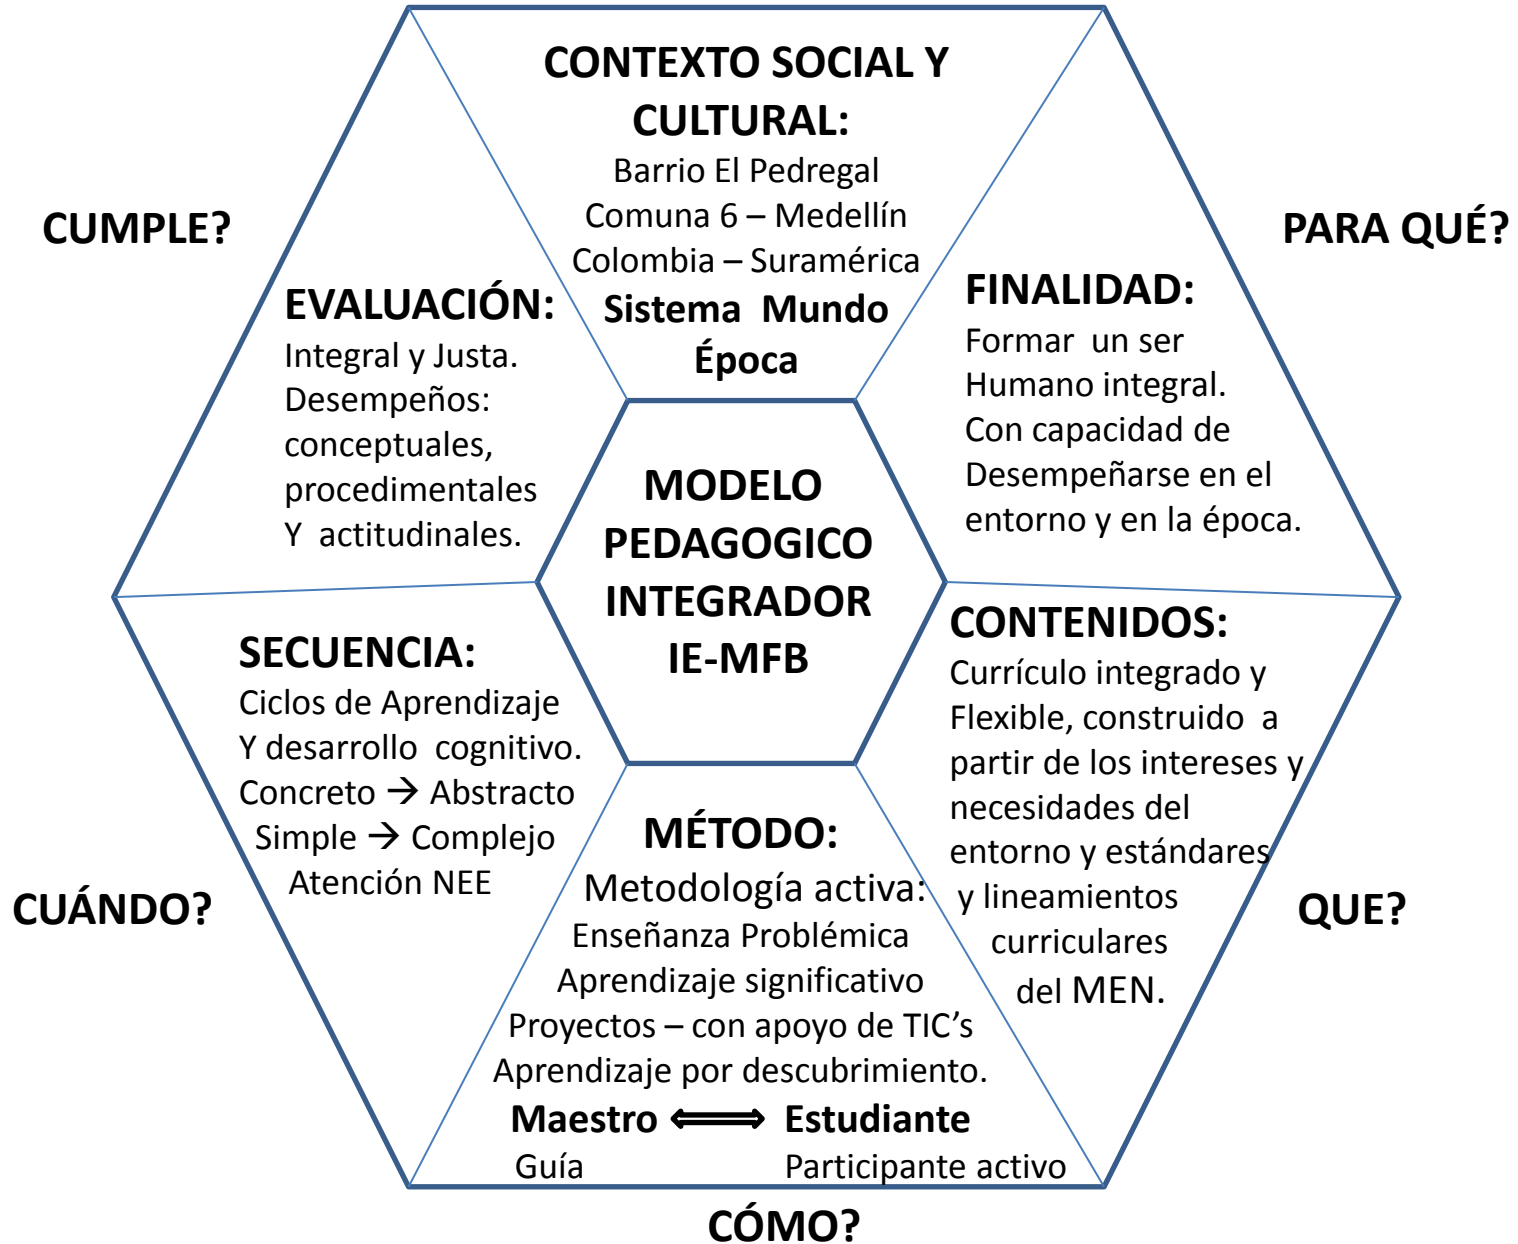 CONTEXTO SOCIAL Y
CULTURAL:
Barrio El Pedregal
Comuna 6 – Medellín
Colombia – Suramérica
Sistema Mundo
Época
CUMPLE?
PARA QUÉ?
EVALUACIÓN:
Integral y Justa.
Desempeños:
conceptuales,
procedimentales
Y actitudinales.
FINALIDAD:
Formar un ser
Humano integral.
Con capacidad de
Desempeñarse en el
entorno y en la época.
MODELO
PEDAGOGICO
INTEGRADOR
IE-MFB
SECUENCIA:
Ciclos de Aprendizaje
Y desarrollo cognitivo.
Concreto → Abstracto
Simple → Complejo
Atención NEE
CONTENIDOS:
Currículo integrado y
Flexible, construido a
partir de los intereses y
necesidades del
entorno y estándares
y lineamientos
curriculares
del MEN.
CUÁNDO?
QUE?
MÉTODO:
Metodología activa:
Enseñanza Problémica
Aprendizaje significativo
Proyectos – con apoyo de TIC's
Aprendizaje por descubrimiento.
Maestro ⟺ Estudiante
Guía Participante activo
CÓMO?